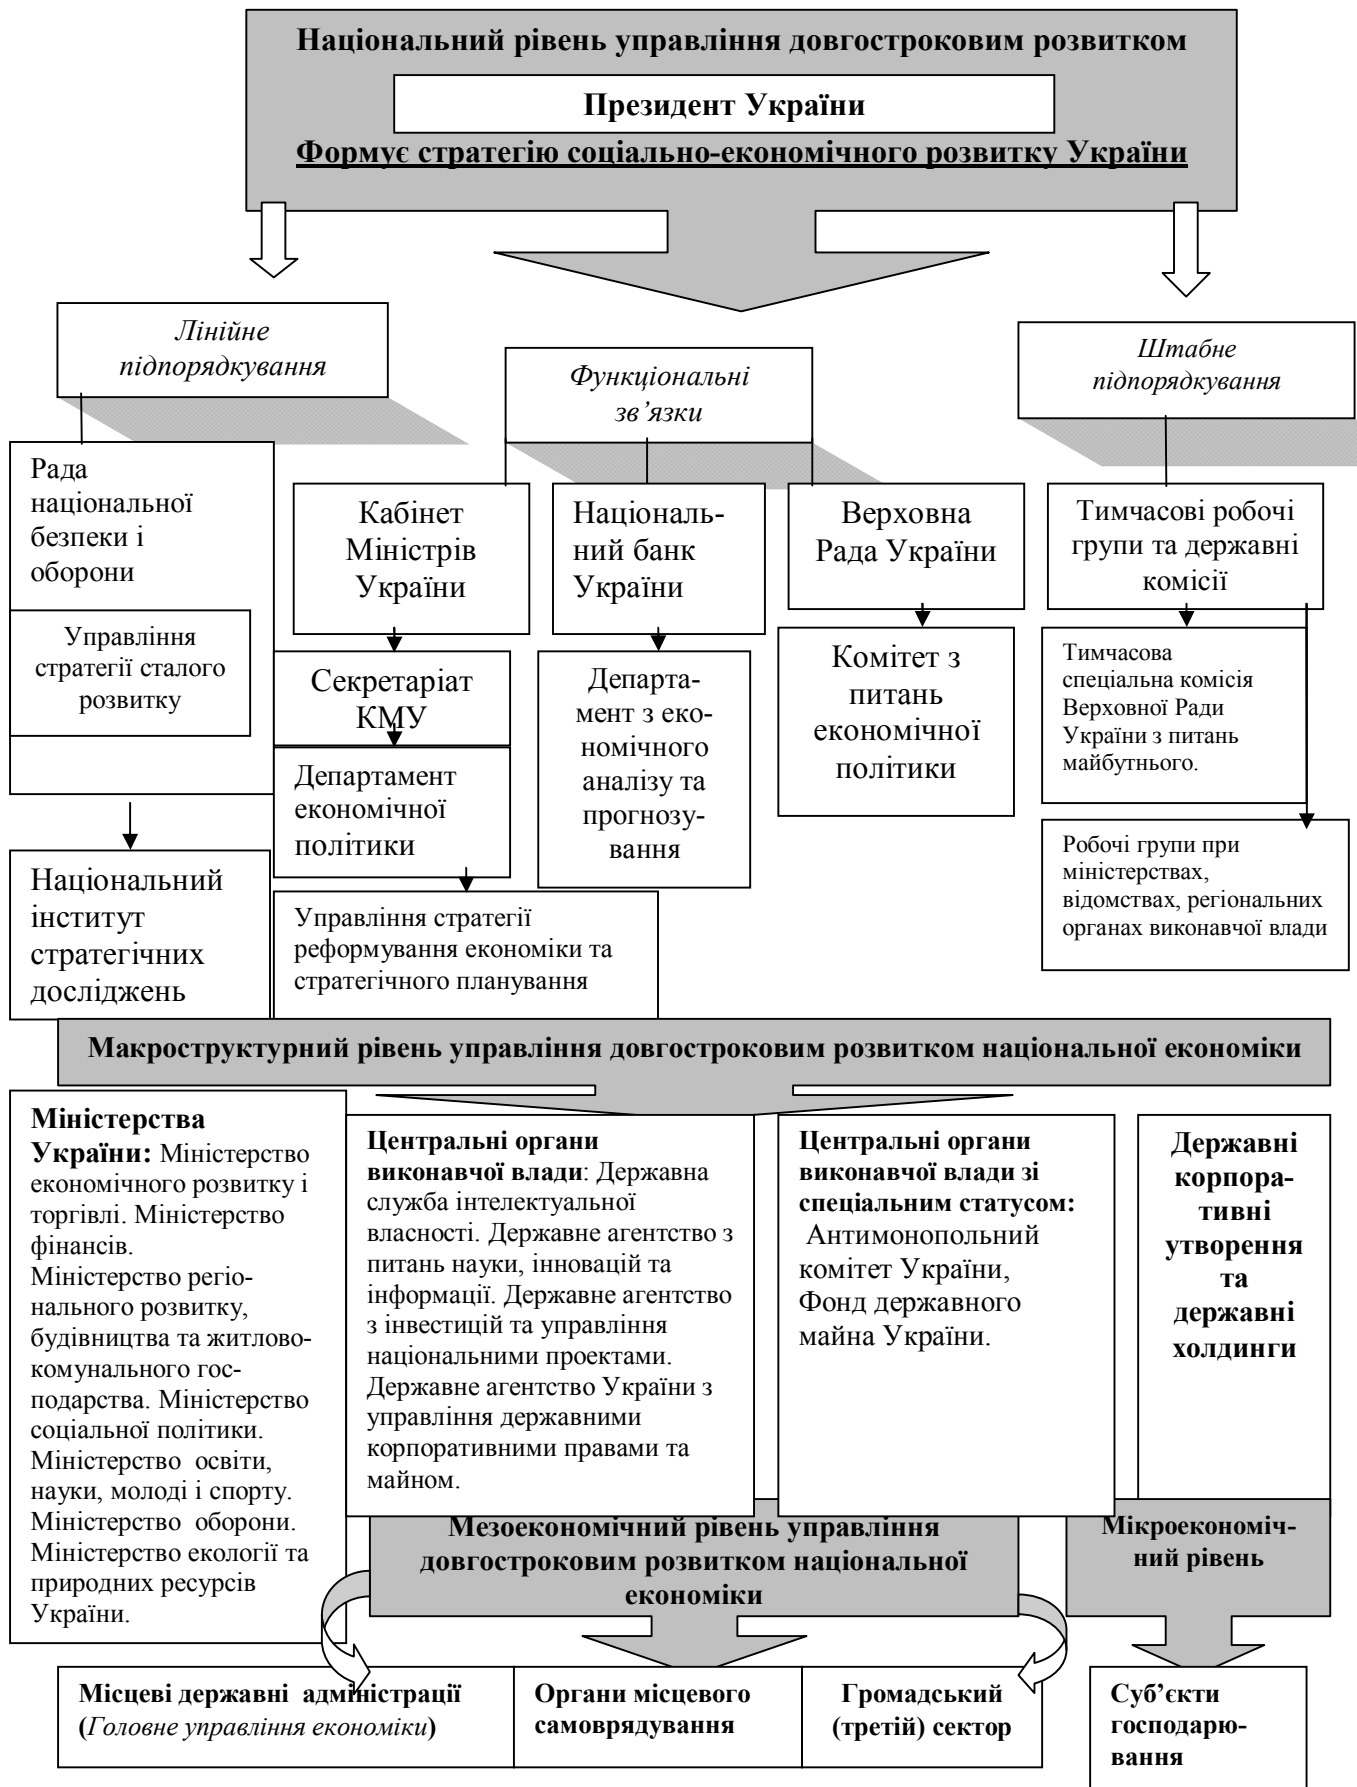 Національний рівень управління довгостроковим розвитком
Президент України
Формує стратегію соціально-економічного розвитку України
Лінійне
підпорядкування
Функціональні
зв’язки
Штабне
підпорядкування
Рада
національної
безпеки і
оборони
Управління
стратегії сталого
розвитку
Національний
інститут
стратегічних
досліджень
Кабінет
Міністрів
України
Секретаріат
КМУ
Департамент
економічної
політики
Управління стратегії
реформування економіки та
стратегічного планування
Національ-
ний банк
України
Департа-
мент з еко-
номічного
аналізу та
прогнозу-
вання
Верховна
Рада України
Комітет з
питань
економічної
політики
Тимчасові робочі
групи та державні
комісії
Тимчасова
спеціальна комісія
Верховної Ради
України з питань
майбутнього.
Робочі групи при
міністерствах,
відомствах, регіональних
органах виконавчої влади
Макроструктурний рівень управління довгостроковим розвитком національної економіки
Міністерства
України: Міністерство
економічного розвитку і
торгівлі. Міністерство
фінансів.
Міністерство регіо-
нального розвитку,
будівництва та житлово-
комунального гос-
подарства. Міністерство
соціальної політики.
Міністерство освіти,
науки, молоді і спорту.
Міністерство оборони.
Міністерство екології та
природних ресурсів
України.
Центральні органи
виконавчої влади: Державна
служба інтелектуальної
власності. Державне агентство з
питань науки, інновацій та
інформації. Державне агентство
з інвестицій та управління
національними проектами.
Державне агентство України з
управління державними
корпоративними правами та
майном.
Центральні органи
виконавчої влади зі
спеціальним статусом:
Антимонопольний
комітет України,
Фонд державного
майна України.
Державні
корпора-
тивні
утворення
та
державні
холдинги
Мезоекономічний рівень управління
довгостроковим розвитком національної
економіки
Мікроекономіч-
ний рівень
Місцеві державні адміністрації
(Головне управління економіки)
Органи місцевого
самоврядування
Громадський
(третій) сектор
Суб’єкти
господарю-
вання